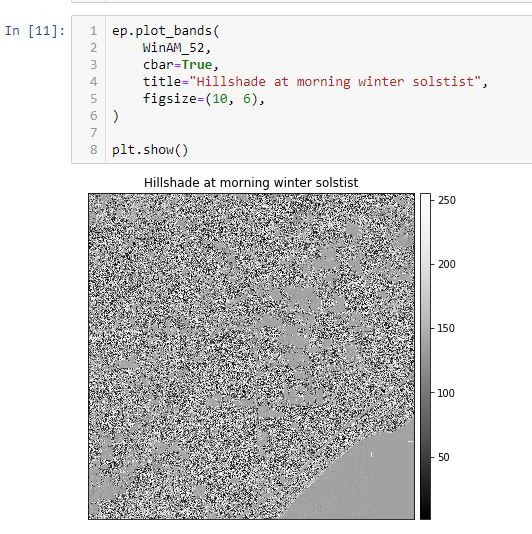 In [11]:
1 ep.plot_bands(
2     WinAM_52,
3     cbar=True,
4     title="Hillshade at morning winter solstist",
5     figsize=(10, 6),
6 )
7
8 plt.show()
Hillshade at morning winter solstist
250
200
150
100
50